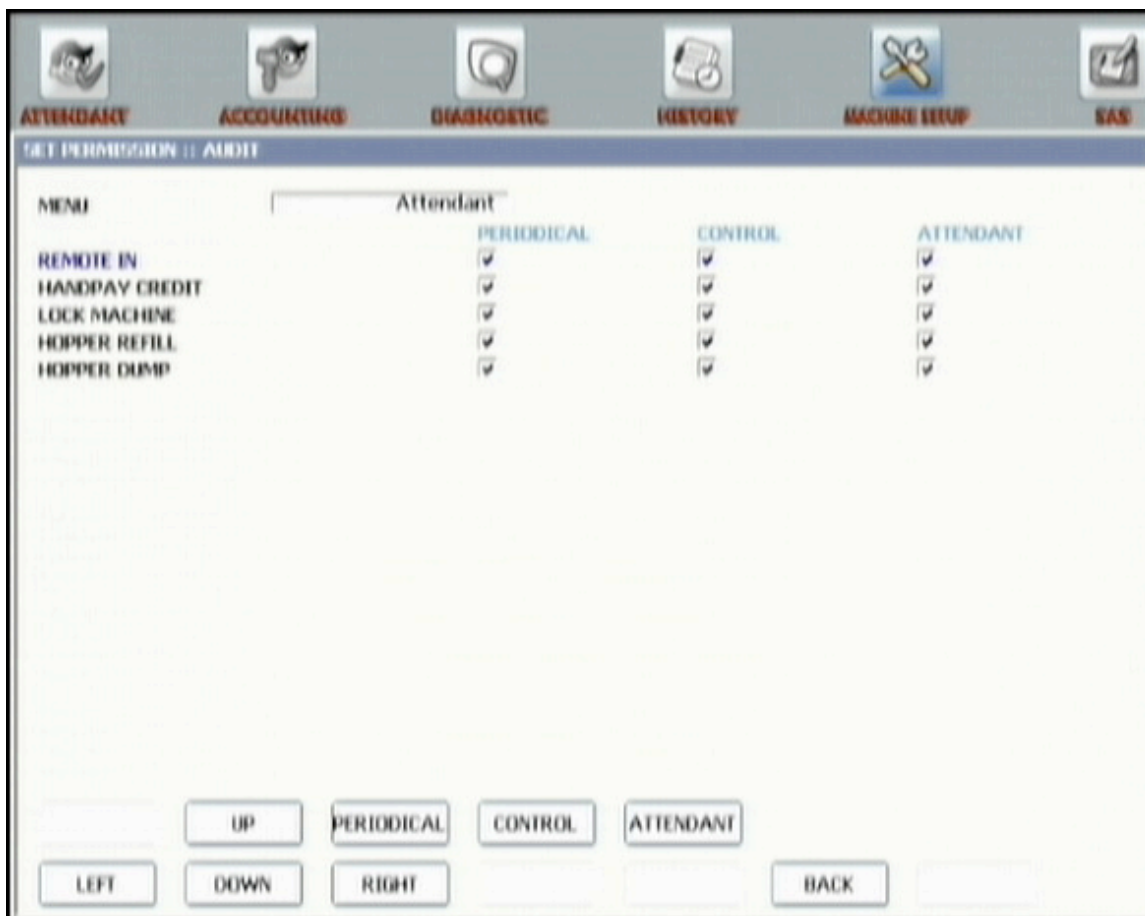 ATTENDANT ACCOUNTING DIAGNOSTIC HISTORY MACHINE SETUP SAS
SET PERMISSION :: AUDIT
MENU Attendant
PERIODICAL CONTROL ATTENDANT
REMOTE IN
HANDPAY CREDIT
LOCK MACHINE
HOPPER REFILL
HOPPER DUMP
UP PERIODICAL CONTROL ATTENDANT
LEFT DOWN RIGHT BACK